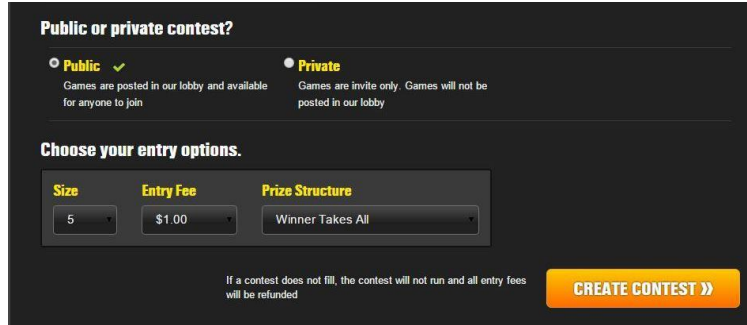 Public or private contest?
Public
Private
Games are posted in our lobby and available
for anyone to join
Games are invite only. Games will not be
posted in our lobby
Choose your entry options.
Size
Entry Fee
Prize Structure
5
$1.00
Winner Takes All
If a contest does not fill, the contest will not run and all entry fees
will be refunded
CREATE CONTEST »